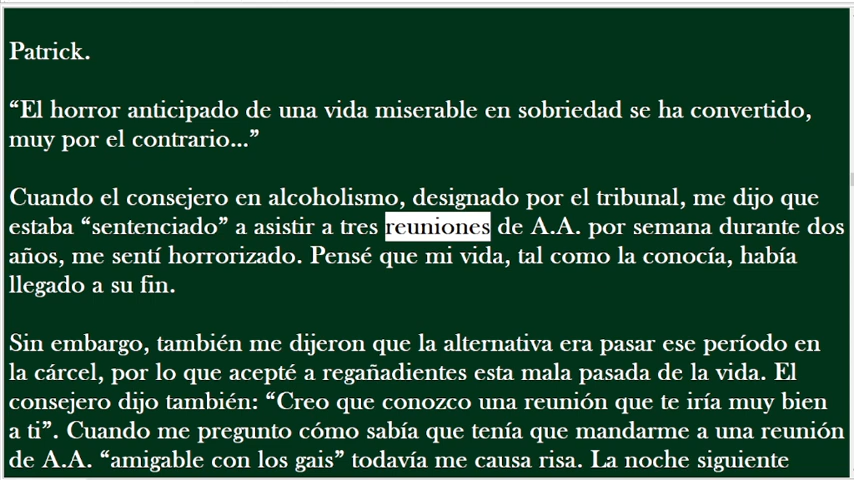 Patrick.
“El horror anticipado de una vida miserable en sobriedad se ha convertido,
muy por el contrario...”
Cuando el consejero en alcoholismo, designado por el tribunal, me dijo que
estaba “sentenciado” a asistir a tres reuniones de A.A. por semana durante dos
años, me sentí horrorizado. Pensé que mi vida, tal como la conocía, había
llegado a su fin.
Sin embargo, también me dijeron que la alternativa era pasar ese período en
la cárcel, por lo que acepté a regañadientes esta mala pasada de la vida. El
consejero dijo también: “Creo que conozco una reunión que te iría muy bien
a ti”. Cuando me pregunto cómo sabía que tenía que mandarme a una reunión
de A.A. “amigable con los gais” todavía me causa risa. La noche siguiente